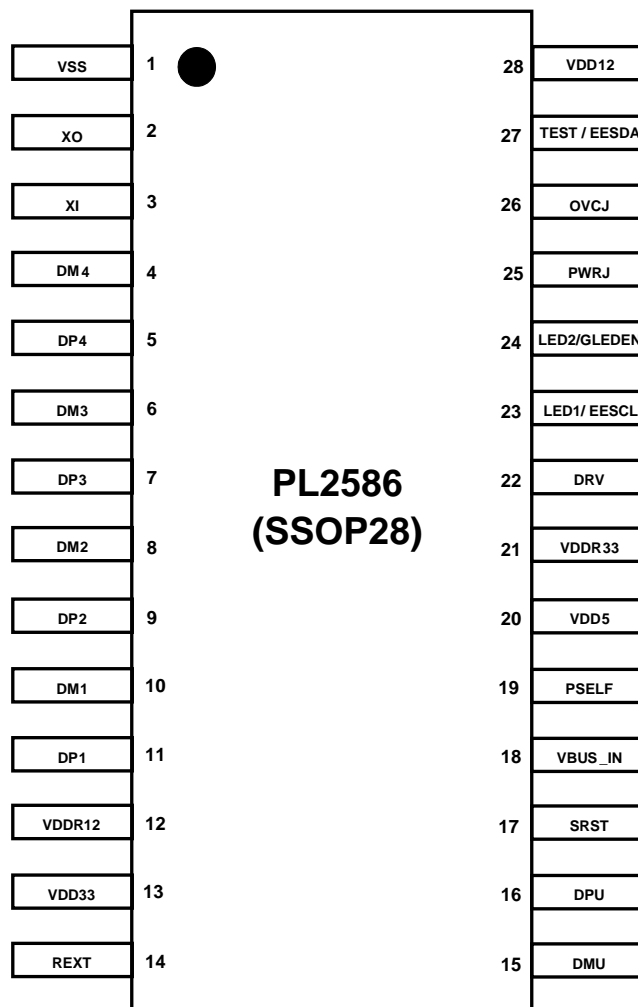 VSS 1 28 VDD12
XO 2 27 TEST / EESDA
XI 3 26 OVCJ
DM4 4 25 PWRJ
DP4 5 24 LED2/GLEDEN
DM3 6 23 LED1/ EESCL
DP3 7 22 DRV
PL2586
(SSOP28)
DM2 8 21 VDDR33
DP2 9 20 VDD5
DM1 10 19 PSELF
DP1 11 18 VBUS_IN
VDDR12 12 17 SRST
VDD33 13 16 DPU
REXT 14 15 DMU